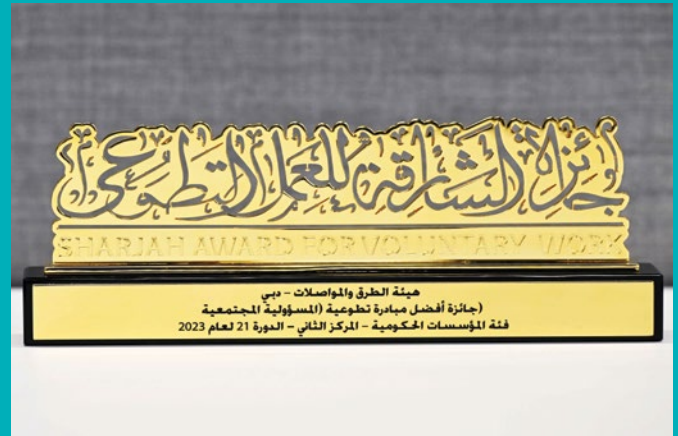 جائزة الشارقة للعمل التطوعي
SHARJAH AWARD FOR VOLUNTARY WORK
هيئة الطرق والمواصلات – دبي
(جائزة أفضل مبادرة تطوعية (المسؤولية المجتمعية
فئة المؤسسات الحكومية – المركز الثاني – الدورة 21 لعام 2023